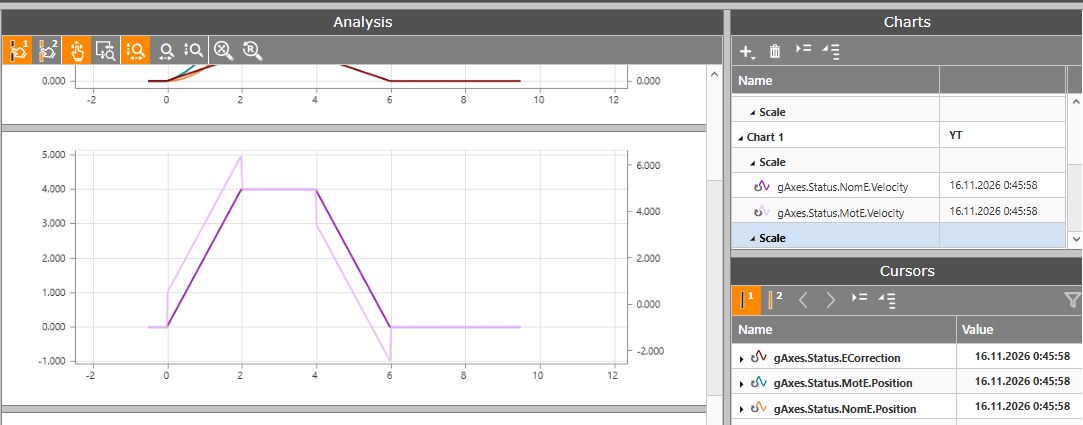 Analysis
1 2
0.000 0.000
-2 0 2 4 6 8 10 12
5.000
4.000
3.000
2.000
1.000
0.000
-1.000
6.000
4.000
2.000
0.000
-2.000
-2 0 2 4 6 8 10 12
Charts
Name
Scale
Chart 1 YT
Scale
gAxes.Status.NomE.Velocity 16.11.2026 0:45:58
gAxes.Status.MotE.Velocity 16.11.2026 0:45:58
Scale
Cursors
1 2
Name Value
gAxes.Status.ECorrection 16.11.2026 0:45:58
gAxes.Status.MotE.Position 16.11.2026 0:45:58
gAxes.Status.NomE.Position 16.11.2026 0:45:58